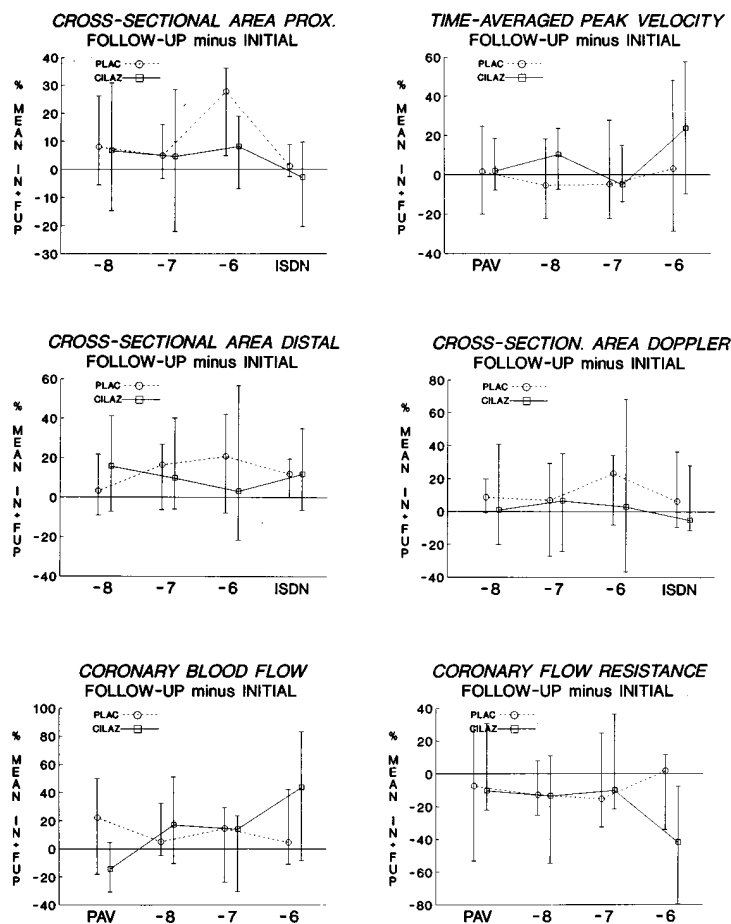 CROSS-SECTIONAL AREA PROX.
FOLLOW-UP minus INITIAL
PLAC
CILAZ
% MEAN IN+FUP
40
30
20
10
0
-10
-20
-30
-8 -7 -6 ISDN
TIME-AVERAGED PEAK VELOCITY
FOLLOW-UP minus INITIAL
PLAC
CILAZ
% MEAN IN+FUP
60
40
20
0
-20
-40
PAV -8 -7 -6
CROSS-SECTIONAL AREA DISTAL
FOLLOW-UP minus INITIAL
PLAC
CILAZ
% MEAN IN+FUP
60
40
20
0
-20
-40
-8 -7 -6 ISDN
CROSS-SECTION. AREA DOPPLER
FOLLOW-UP minus INITIAL
PLAC
CILAZ
% MEAN IN+FUP
80
60
40
20
0
-20
-40
-8 -7 -6 ISDN
CORONARY BLOOD FLOW
FOLLOW-UP minus INITIAL
PLAC
CILAZ
% MEAN IN+FUP
100
80
60
40
20
0
-20
-40
PAV -8 -7 -6
CORONARY FLOW RESISTANCE
FOLLOW-UP minus INITIAL
PLAC
CILAZ
% MEAN IN+FUP
40
20
0
-20
-40
-60
-80
PAV -8 -7 -6